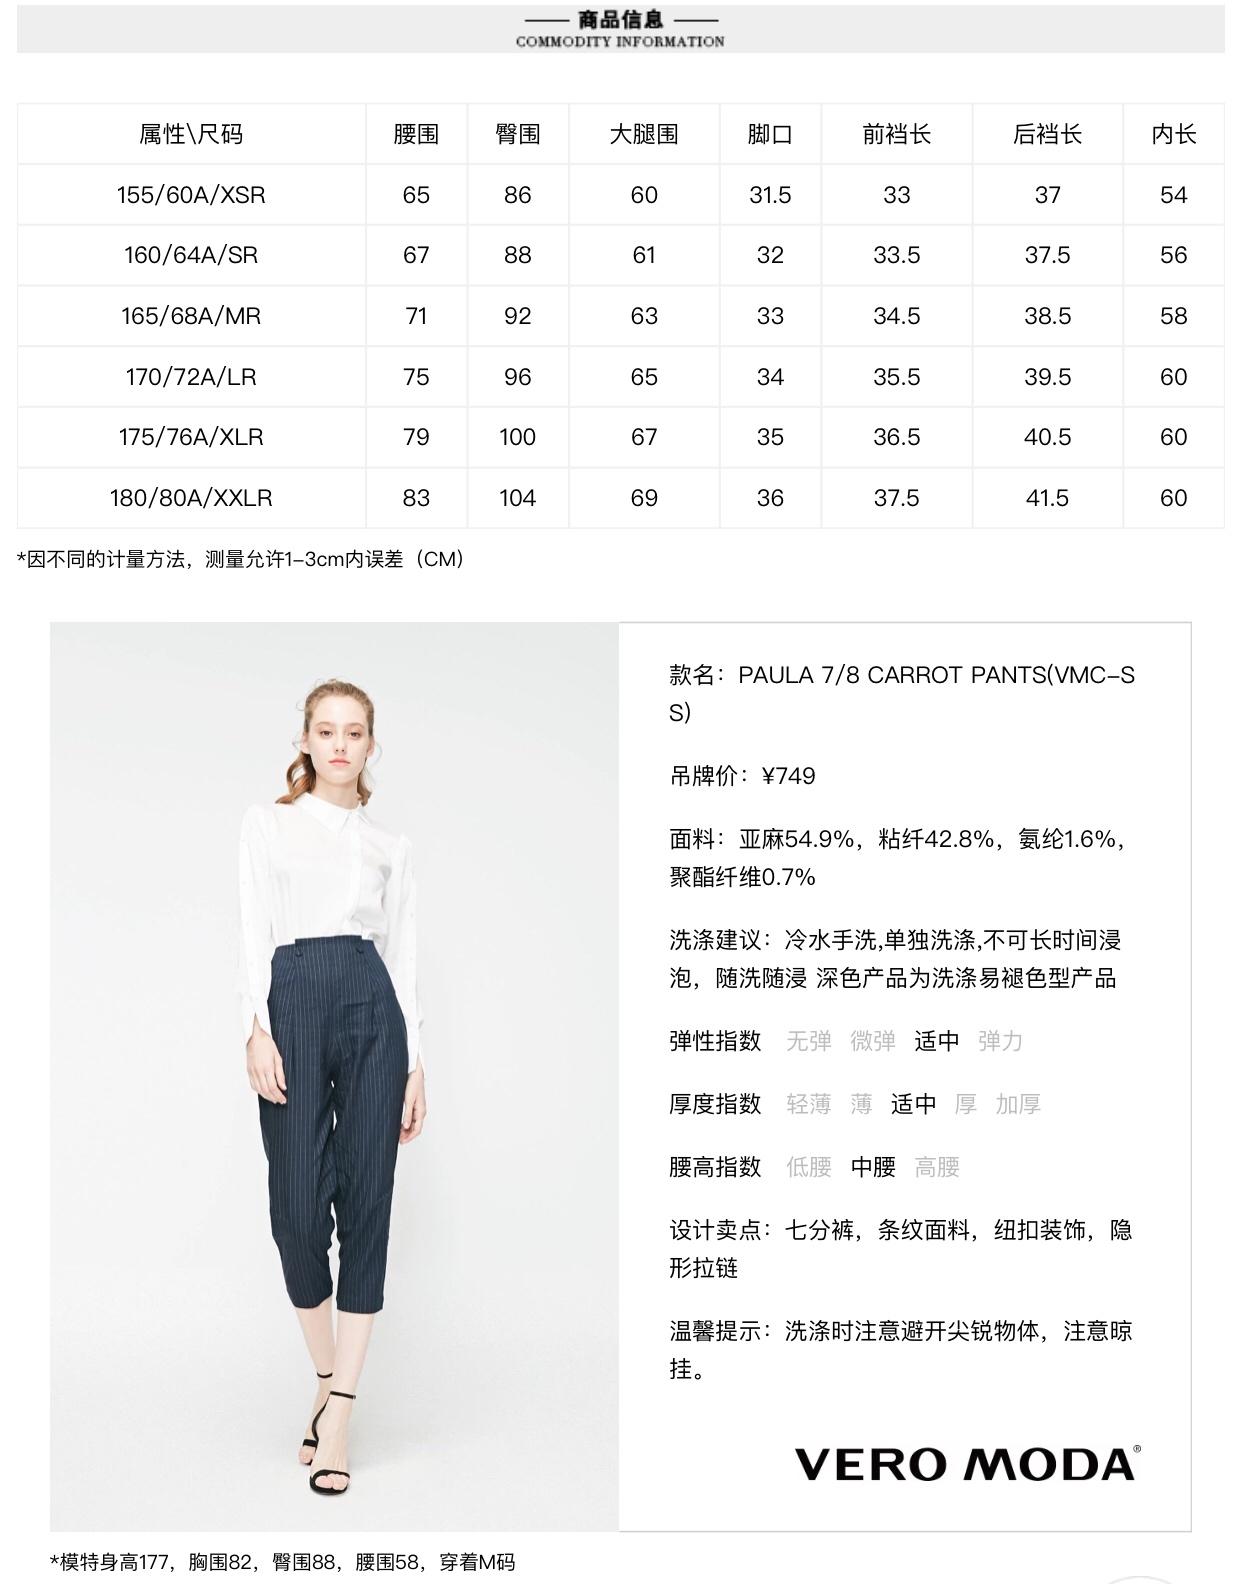 商品信息
COMMODITY INFORMATION
属性\尺码 腰围 臀围 大腿围 脚口 前裆长 后裆长 内长
155/60A/XSR 65 86 60 31.5 33 37 54
160/64A/SR 67 88 61 32 33.5 37.5 56
165/68A/MR 71 92 63 33 34.5 38.5 58
170/72A/LR 75 96 65 34 35.5 39.5 60
175/76A/XLR 79 100 67 35 36.5 40.5 60
180/80A/XXLR 83 104 69 36 37.5 41.5 60
*因不同的计量方法，测量允许1-3cm内误差（CM）
款名：PAULA 7/8 CARROT PANTS(VMC-S
S)
吊牌价：¥749
面料：亚麻54.9%，粘纤42.8%，氨纶1.6%，
聚酯纤维0.7%
洗涤建议：冷水手洗,单独洗涤,不可长时间浸
泡，随洗随浸 深色产品为洗涤易褪色型产品
弹性指数 无弹 微弹 适中 弹力
厚度指数 轻薄 薄 适中 厚 加厚
腰高指数 低腰 中腰 高腰
设计卖点：七分裤，条纹面料，纽扣装饰，隐
形拉链
温馨提示：洗涤时注意避开尖锐物体，注意晾
挂。
VERO MODA®
*模特身高177，胸围82，臀围88，腰围58，穿着M码